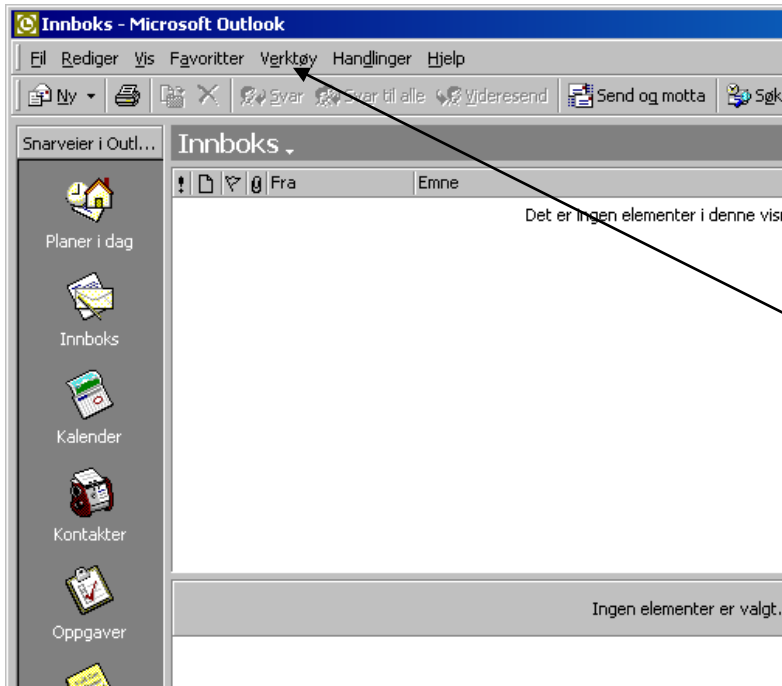 Innboks - Microsoft Outlook
Fil Rediger Vis Favoritter Verktøy Handlinger Hjelp
Ny Svar Svar til alle Videresend Send og motta Søk
Snarveier i Outl... Innboks
! Fra Emne
Det er ingen elementer i denne
Planer i dag
Innboks
Kalender
Kontakter
Oppgaver
Ingen elementer er valgt.